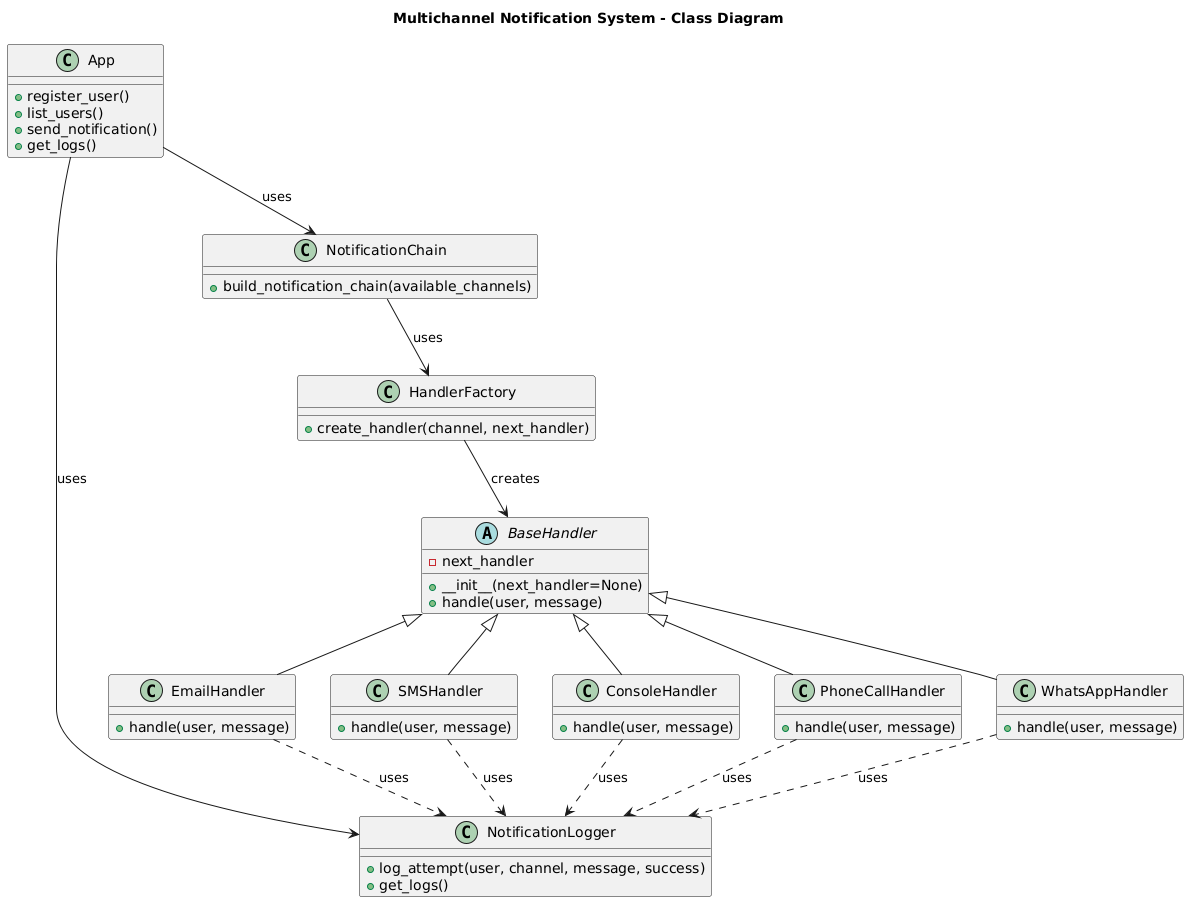 Multichannel Notification System - Class Diagram
C App
register_user()
list_users()
send_notification()
get_logs()
uses
C NotificationChain
build_notification_chain(available_channels)
uses
C HandlerFactory
create_handler(channel, next_handler)
uses
creates
A BaseHandler
next_handler
__init__(next_handler=None)
handle(user, message)
C EmailHandler
handle(user, message)
C SMSHandler
handle(user, message)
C ConsoleHandler
handle(user, message)
C PhoneCallHandler
handle(user, message)
C WhatsAppHandler
handle(user, message)
uses
uses
uses
uses
uses
C NotificationLogger
log_attempt(user, channel, message, success)
get_logs()